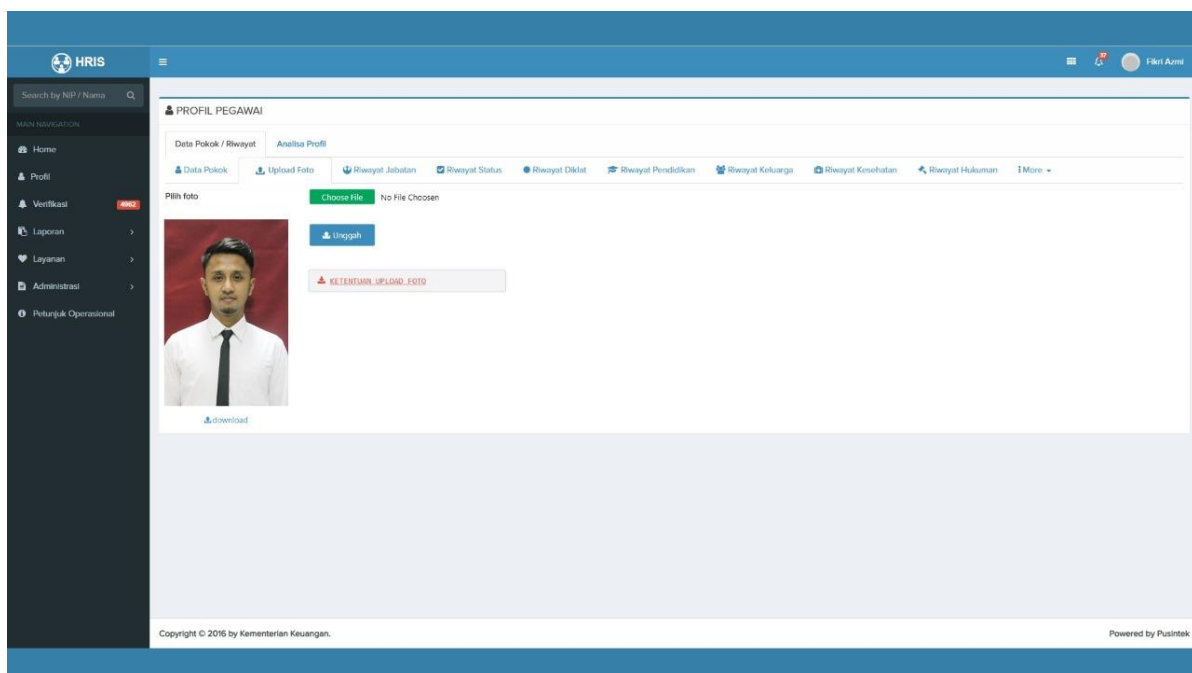 HRIS
37
Fikri Azmi
Search by NIP / Nama
MAIN NAVIGATION
Home
Profil
Verifikasi 4962
Laporan
Layanan
Administrasi
Petunjuk Operasional
PROFIL PEGAWAI
Data Pokok / Riwayat Analisa Profil
Data Pokok Upload Foto Riwayat Jabatan Riwayat Status Riwayat Diklat Riwayat Pendidikan Riwayat Keluarga Riwayat Kesehatan Riwayat Hukuman More
Pilih foto Choose File No File Choosen
Unggah
KETENTUAN UPLOAD FOTO
download
Copyright © 2016 by Kementerian Keuangan. Powered by Pusintek